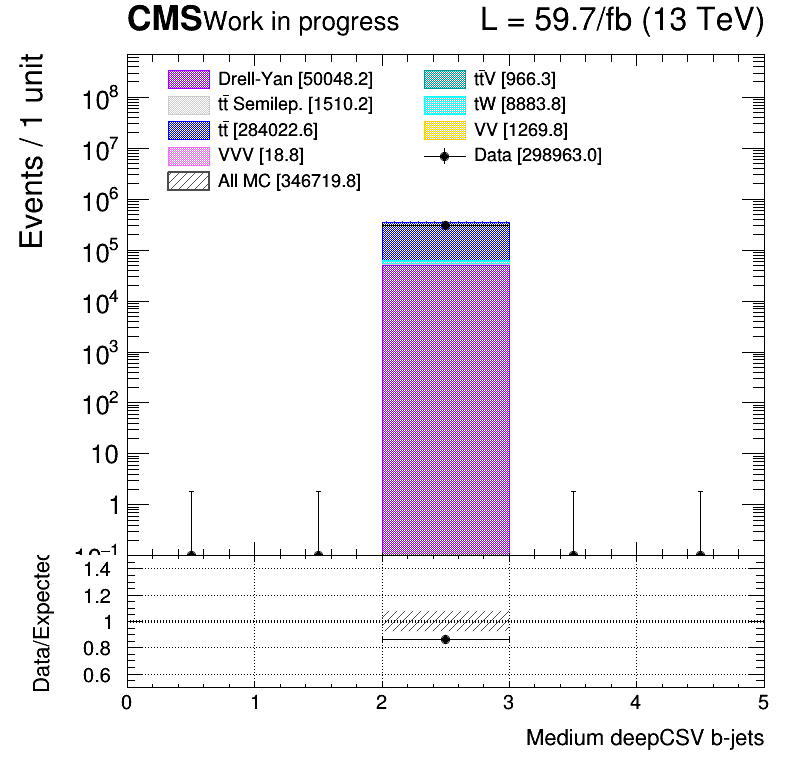 CMS Work in progress L = 59.7/fb (13 TeV)
Events / 1 unit
Drell-Yan [50048.2]
tt̄ Semilep. [1510.2]
tt̄ [284022.6]
VVV [18.8]
All MC [346719.8]
tt̄V [966.3]
tW [8883.8]
VV [1269.8]
Data [298963.0]
10⁸
10⁷
10⁶
10⁵
10⁴
10³
10²
10
1
10⁻¹
Data/Expected
1.4
1.2
1
0.8
0.6
0 1 2 3 4 5
Medium deepCSV b-jets